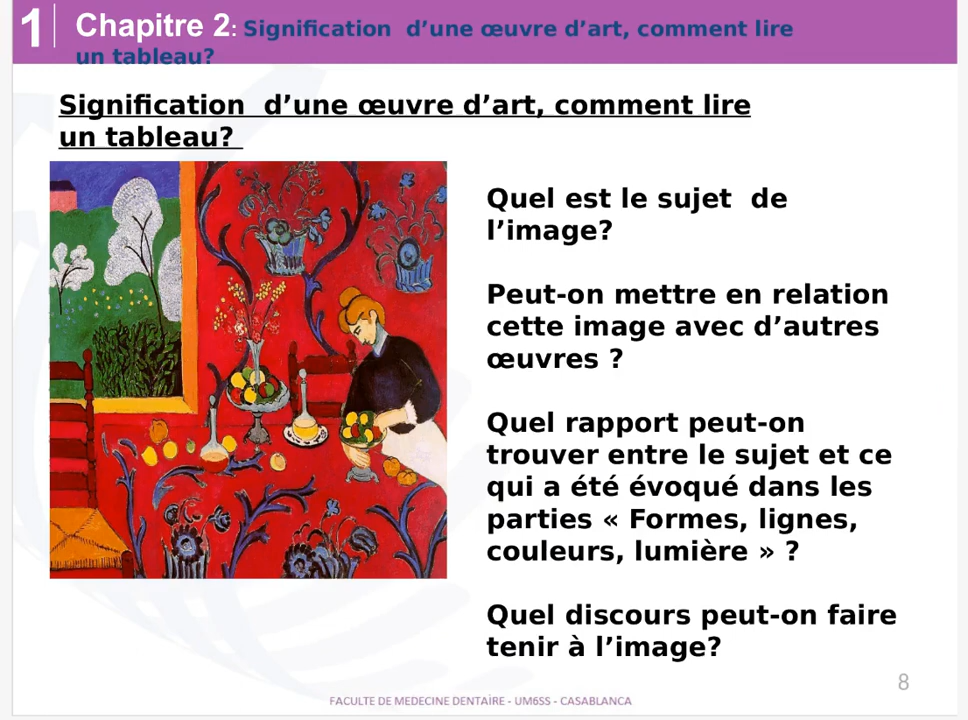 1
Chapitre 2: Signification d’une œuvre d’art, comment lire
un tableau?
Signification d’une œuvre d’art, comment lire
un tableau?
Quel est le sujet de
l’image?
Peut-on mettre en relation
cette image avec d’autres
œuvres ?
Quel rapport peut-on
trouver entre le sujet et ce
qui a été évoqué dans les
parties « Formes, lignes,
couleurs, lumière » ?
Quel discours peut-on faire
tenir à l’image?
8
FACULTE DE MEDECINE DENTAIRE - UM6SS - CASABLANCA